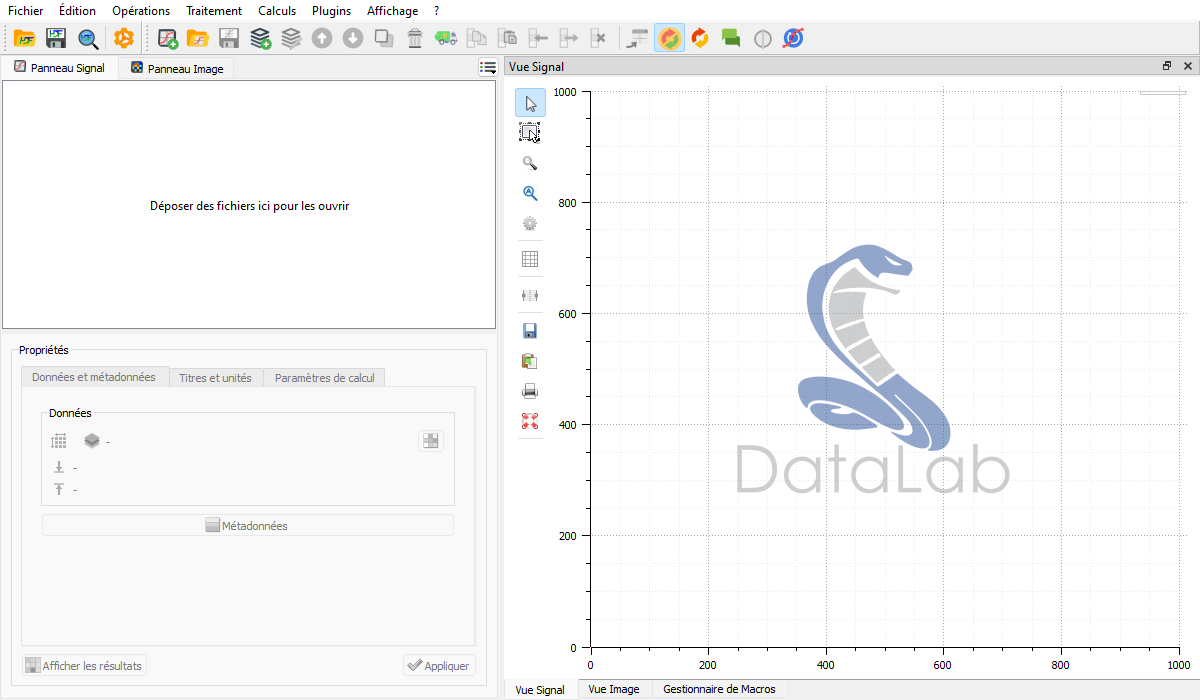 Fichier Édition Opérations Traitement Calculs Plugins Affichage ?
Panneau Signal Panneau Image
Déposer des fichiers ici pour les ouvrir
Propriétés
Données et métadonnées Titres et unités Paramètres de calcul
Données
-
-
-
Métadonnées
Afficher les résultats Appliquer
Vue Signal
1000
800
600
400
200
0
0 200 400 600 800 1000
DataLab
Vue Signal Vue Image Gestionnaire de Macros